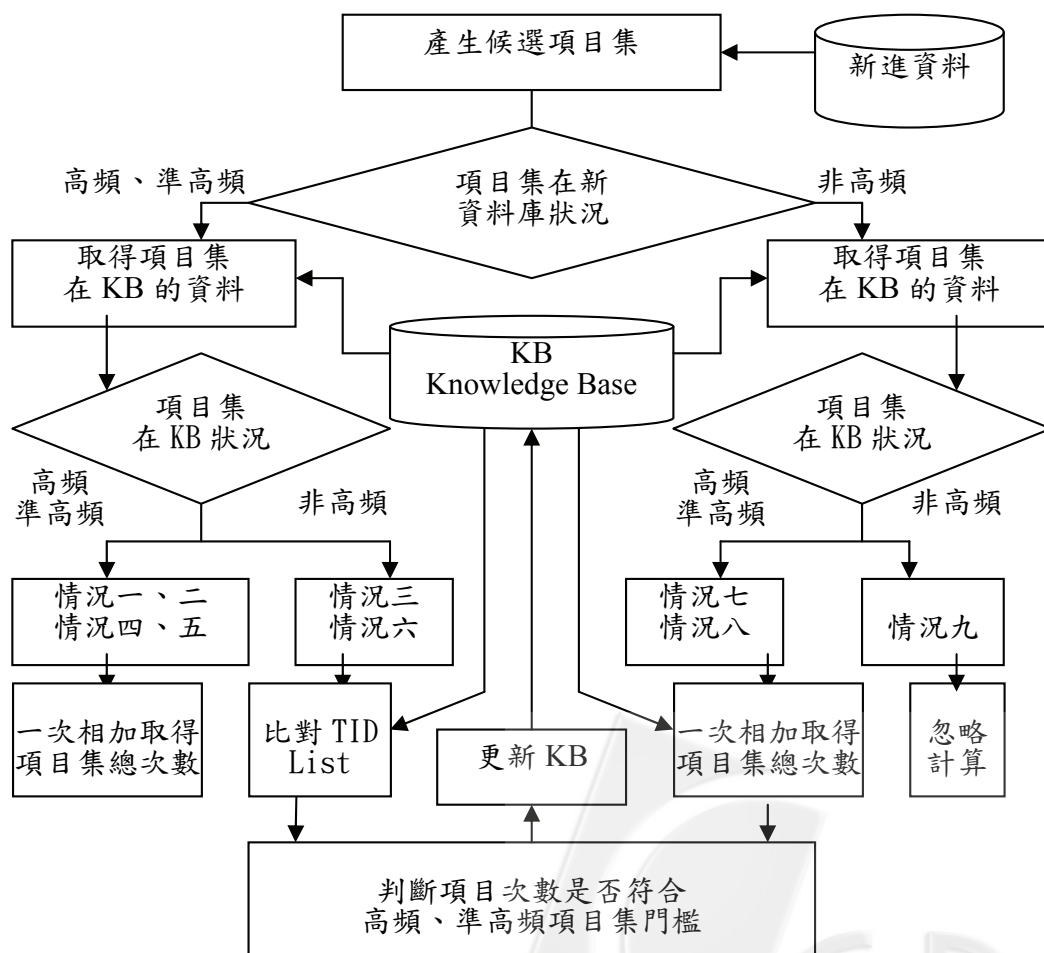 產生候選項目集
新進資料
高頻、準高頻
項目集在新
資料庫狀況
非高頻
取得項目集
在 KB 的資料
取得項目集
在 KB 的資料
KB
Knowledge Base
項目集
在 KB 狀況
項目集
在 KB 狀況
高頻
準高頻
非高頻
高頻
準高頻
非高頻
情況一、二
情況四、五
情況三
情況六
情況七
情況八
情況九
一次相加取得
項目集總次數
比對 TID
List
更新 KB
一次相加取得
項目集總次數
忽略
計算
判斷項目次數是否符合
高頻、準高頻項目集門檻